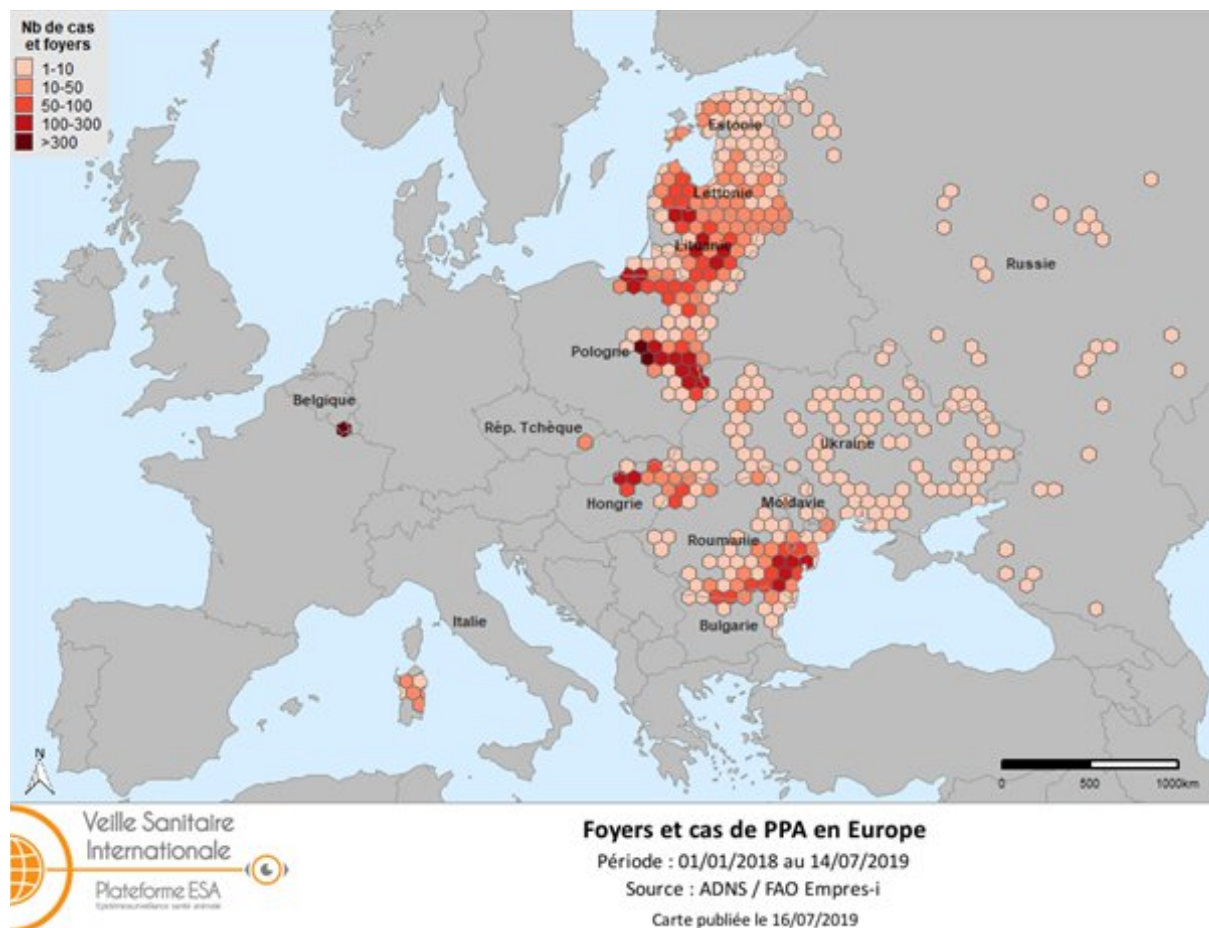 Nb de cas
et foyers
1-10
10-50
50-100
100-300
>300
Estonie
Lettonie
Lituanie
Russie
Pologne
Belgique
Rép. Tchèque
Ukraine
Hongrie
Moldavie
Roumanie
Italie
Bulgarie
N
0 500 1000km
Veille Sanitaire
Internationale
Plateforme ESA
Epidémiosurveillance santé animale
Foyers et cas de PPA en Europe
Période : 01/01/2018 au 14/07/2019
Source : ADNS / FAO Empres-i
Carte publiée le 16/07/2019